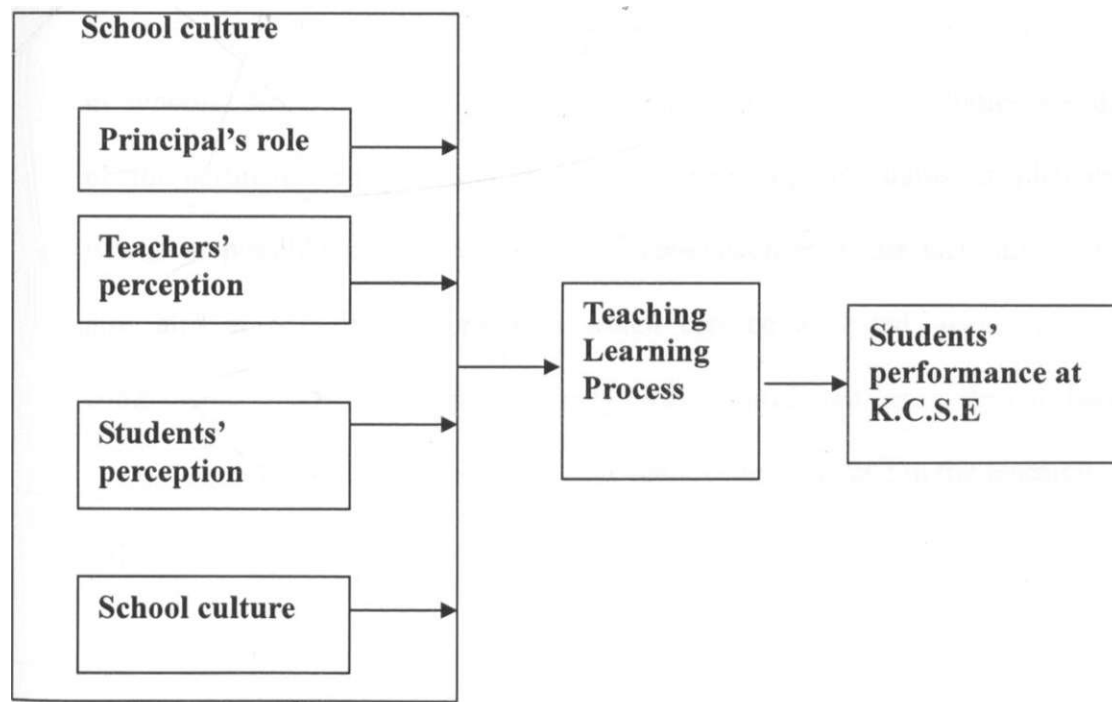 School culture
Principal’s role
Teachers’
perception
Students’
perception
School culture
Teaching
Learning
Process
Students’
performance at
K.C.S.E